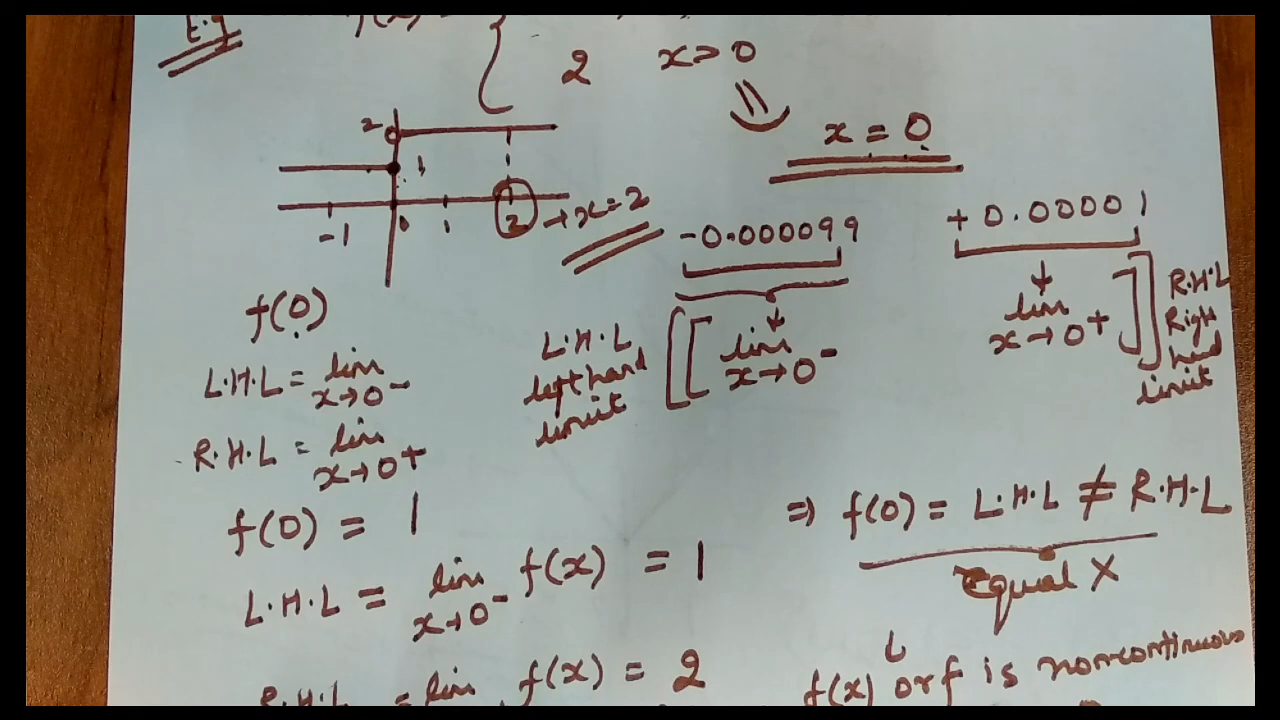 E.g f(x) =
2 x>0
x = 0
2
1
-1 0 1 2 → x=2
-0.000099
+0.00001
f(0)
L.H.L = lim x→0-
R.H.L = lim x→0+
L.H.L
left hand
limit
lim
x→0-
lim
x→0+
R.H.L
Right
hand
limit
f(0) = 1
⇒ f(0) = L.H.L ≠ R.H.L
equal X
L.H.L = lim x→0- f(x) = 1
R.H.L = lim f(x) = 2
f(x) or f is noncontinuous